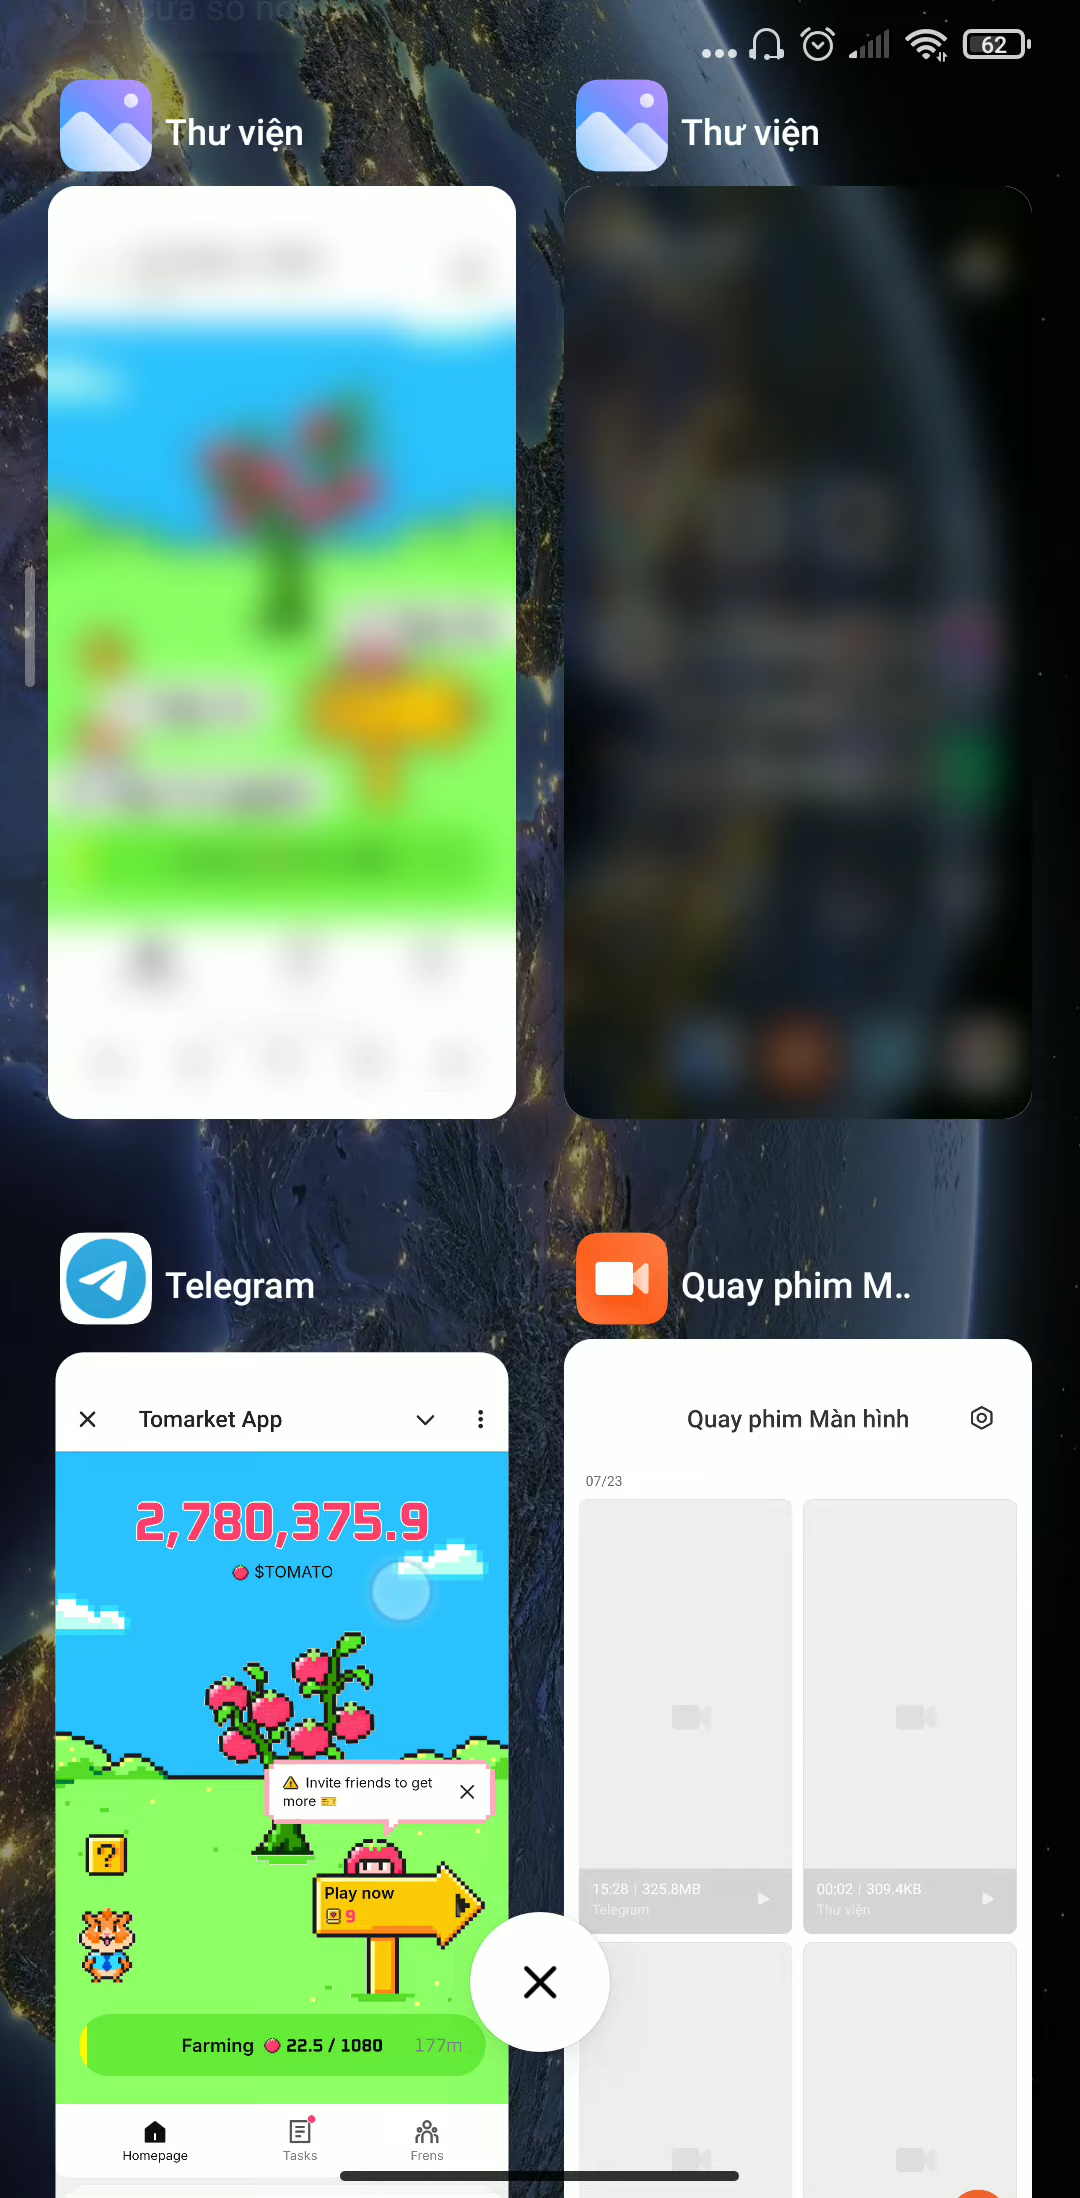 62
Thư viện
Thư viện
Telegram
Quay phim M..
Tomarket App
2,780,375.9
$TOMATO
Invite friends to get
more
?
Play now
9
Farming 22.5 / 1080 177m
Homepage
Tasks
Frens
Quay phim Màn hình
07/23
15:28 | 325.8MB
Telegram
00:02 | 309.4KB
Thư viện